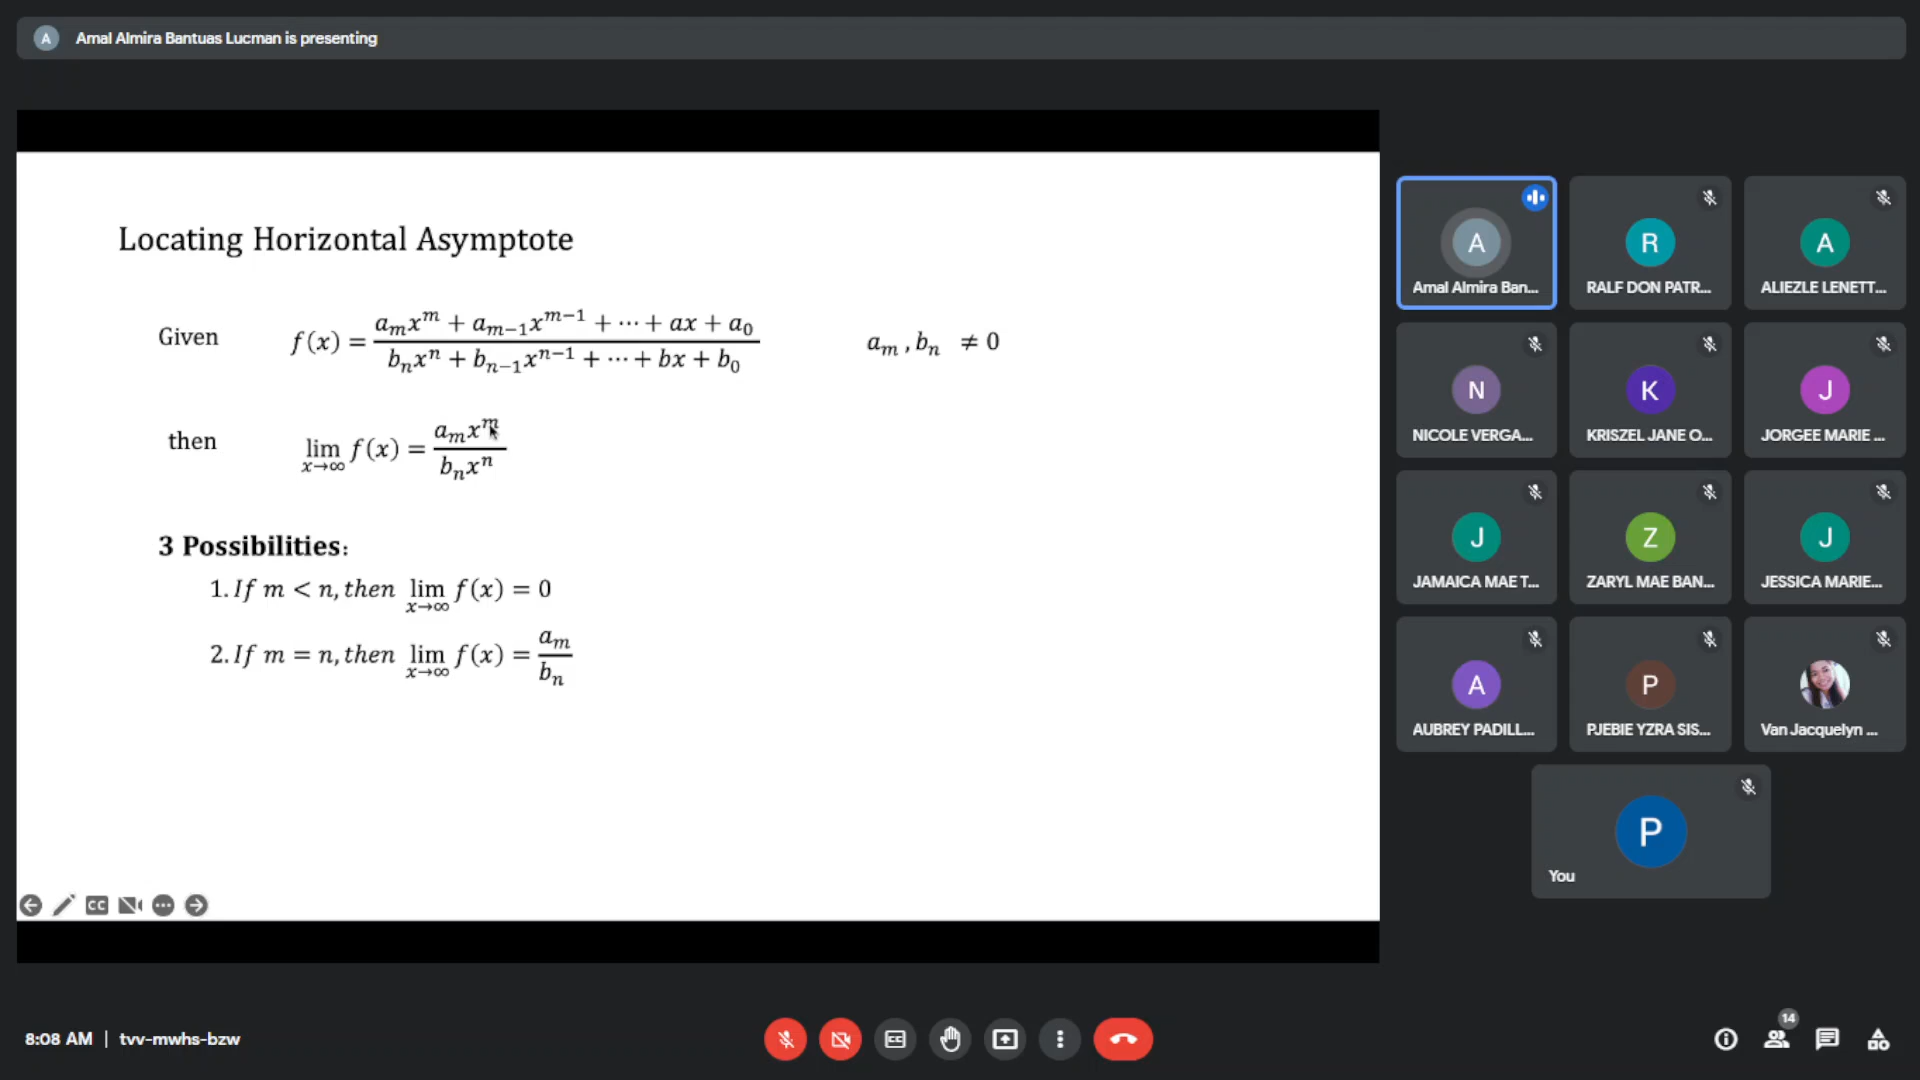 A
Amal Almira Bantuas Lucman is presenting
Locating Horizontal Asymptote
Given f(x) = (a_m x^m + a_{m−1} x^{m−1} + ⋯ + ax + a_0) / (b_n x^n + b_{n−1} x^{n−1} + ⋯ + bx + b_0) a_m , b_n ≠ 0
then lim_{x→∞} f(x) = a_m x^m / b_n x^n
3 Possibilities:
1. If m < n, then lim_{x→∞} f(x) = 0
2. If m = n, then lim_{x→∞} f(x) = a_m / b_n
CC
A
Amal Almira Ban...
R
RALF DON PATR...
A
ALIEZLE LENETT...
N
NICOLE VERGA...
K
KRISZEL JANE O...
J
JORGEE MARIE ...
J
JAMAICA MAE T...
Z
ZARYL MAE BAN...
J
JESSICA MARIE...
A
AUBREY PADILL...
P
PJEBIE YZRA SIS...
Van Jacquelyn ...
P
You
8:08 AM | tvv-mwhs-bzw
14